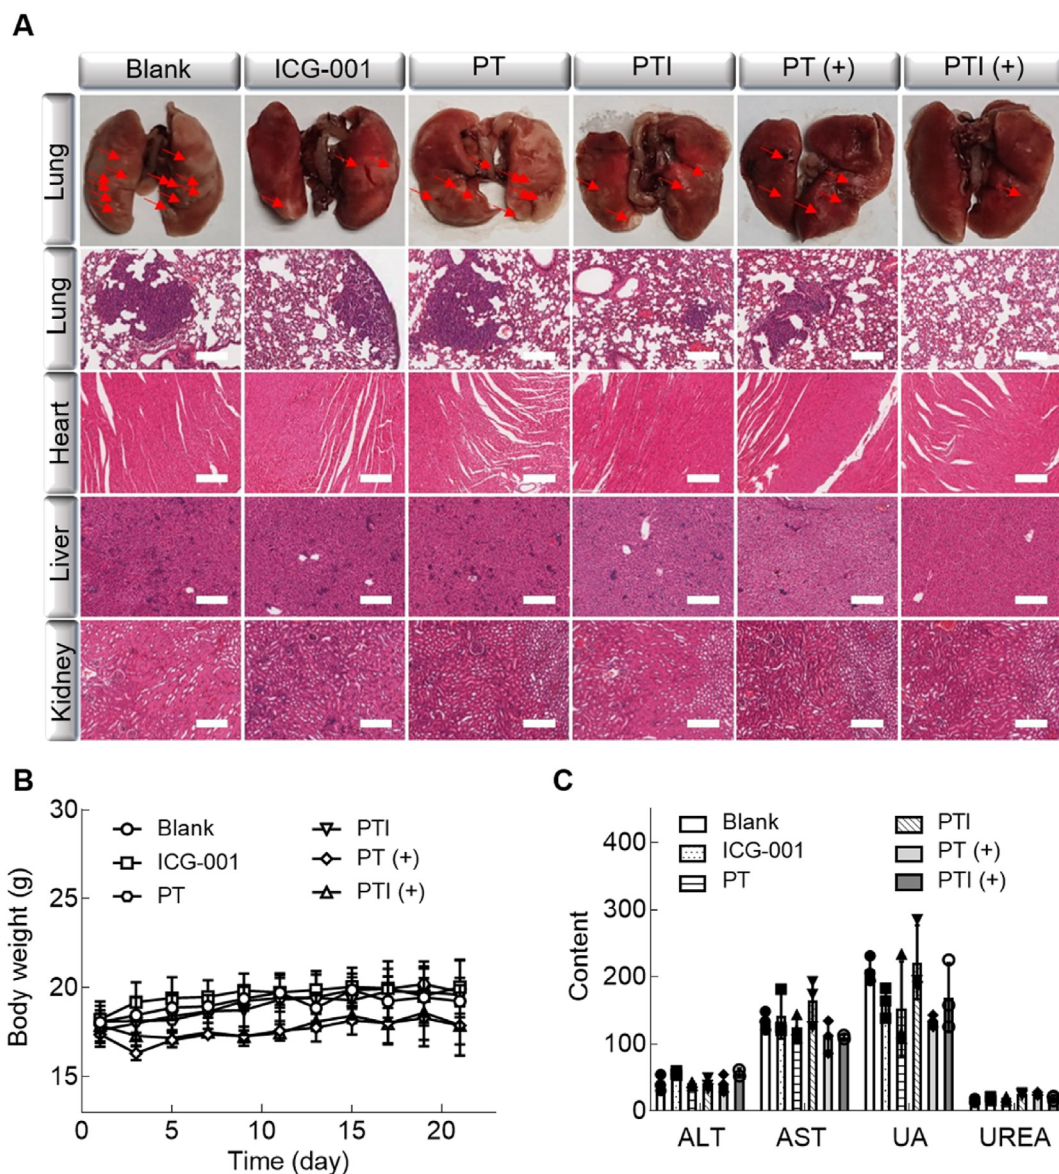 A
Blank ICG-001 PT PTI PT (+) PTI (+)
Lung
Lung
Heart
Liver
Kidney
B
30
25
20
15
Body weight (g)
Blank
ICG-001
PT
PTI
PT (+)
PTI (+)
0 5 10 15 20
Time (day)
C
400
300
200
100
0
Content
Blank
ICG-001
PT
PTI
PT (+)
PTI (+)
ALT AST UA UREA